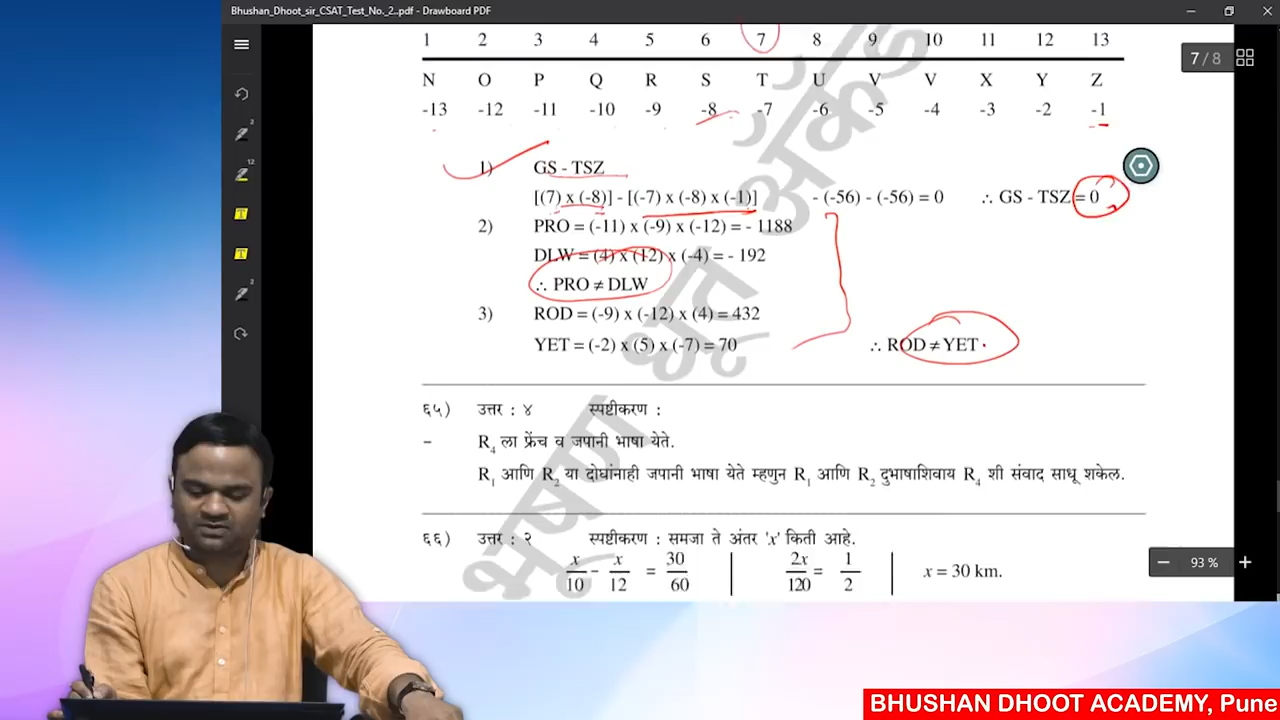 Bhushan_Dhoot_sir_CSAT_Test_No._2..pdf - Drawboard PDF
1 2 3 4 5 6 7 8 9 10 11 12 13
7 / 8
N O P Q R S T U V V X Y Z
-13 -12 -11 -10 -9 -8 -7 -6 -5 -4 -3 -2 -1
1) GS - TSZ
[(7) x (-8)] - [(-7) x (-8) x (-1)] - (-56) - (-56) = 0 ∴ GS - TSZ = 0
2) PRO = (-11) x (-9) x (-12) = - 1188
DLW = (4) x (12) x (-4) = - 192
∴ PRO ≠ DLW
3) ROD = (-9) x (-12) x (4) = 432
YET = (-2) x (5) x (-7) = 70 ∴ ROD ≠ YET
६५) उत्तर : ४ स्पष्टीकरण :
– R4 ला फ्रेंच व जपानी भाषा येते.
R1 आणि R2 या दोघांनाही जपानी भाषा येते म्हणुन R1 आणि R2 दुभाषाशिवाय R4 शी संवाद साधू शकेल.
६६) उत्तर : २ स्पष्टीकरण : समजा ते अंतर 'x' किती आहे.
x/10 - x/12 = 30/60 | 2x/120 = 1/2 | x = 30 km.
93 %
भूषण धूत अॅकॅडमी
BHUSHAN DHOOT ACADEMY, Pune